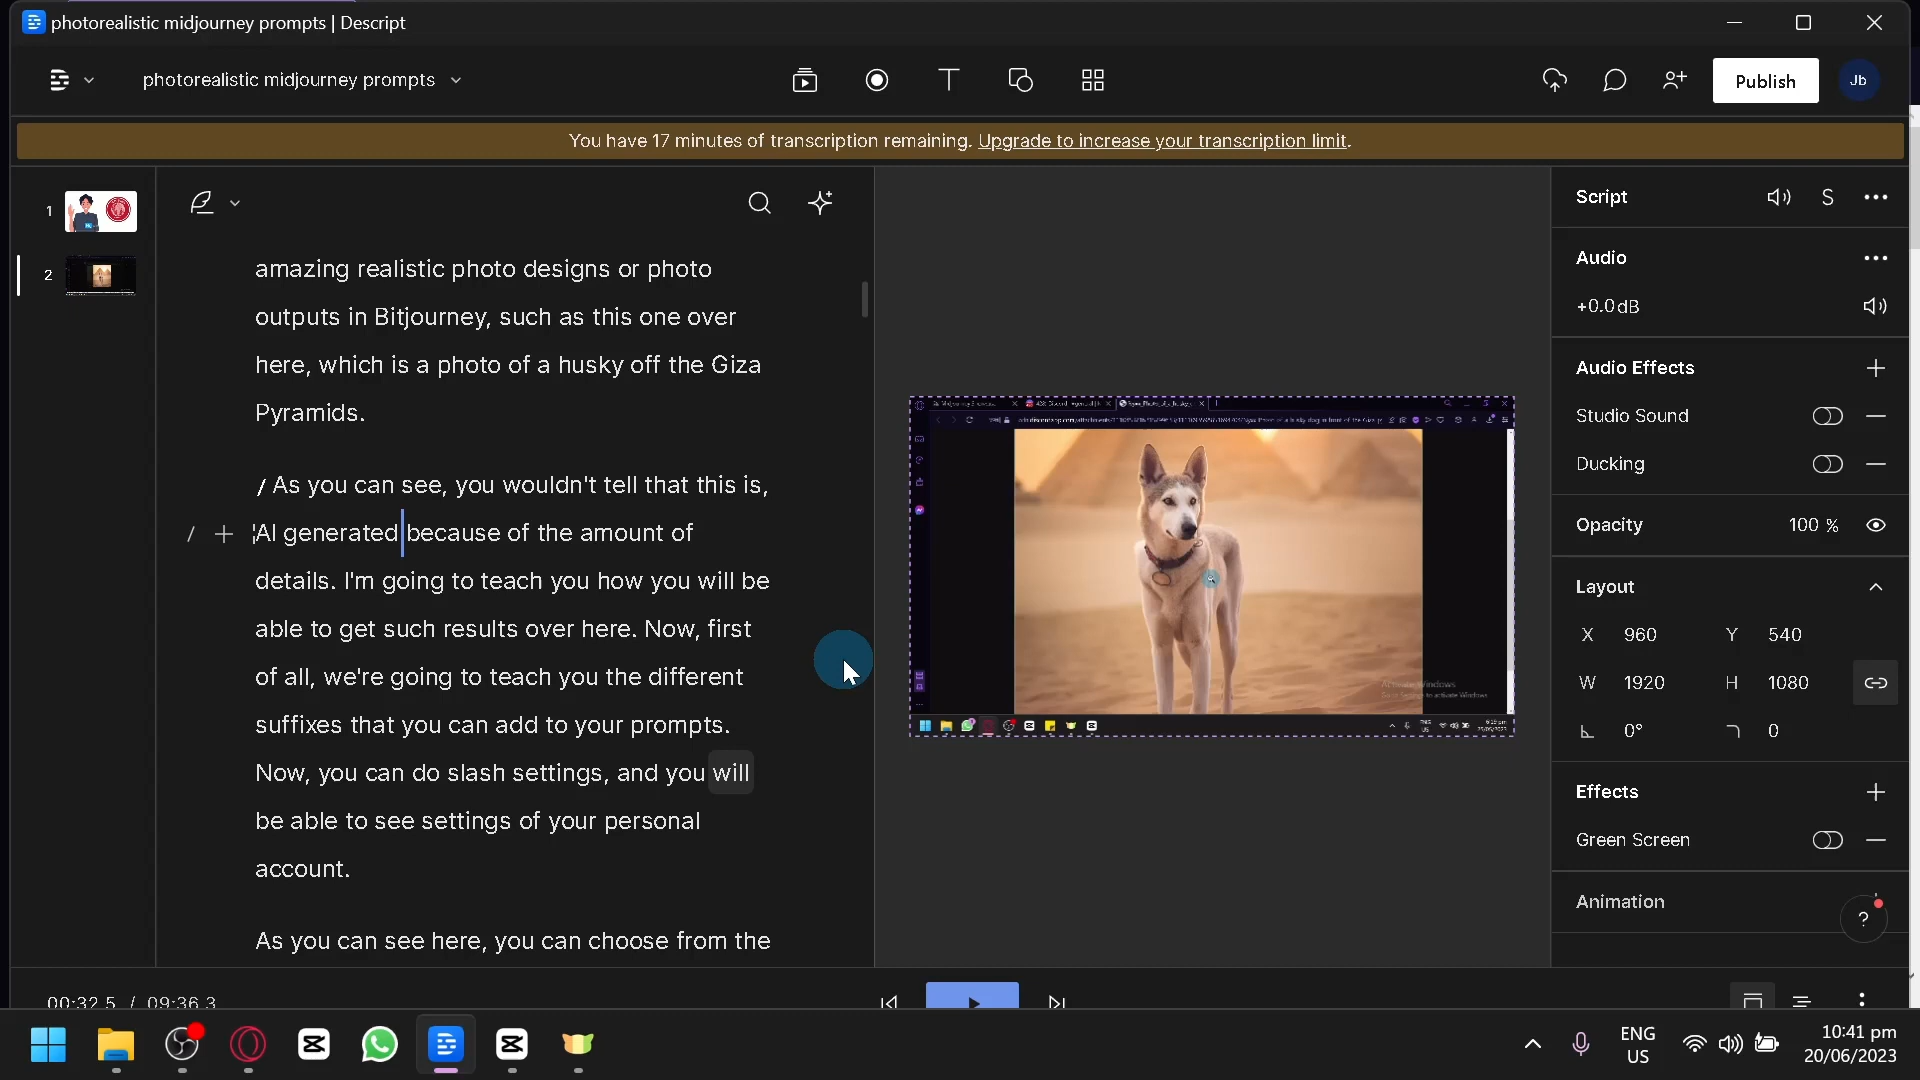 photorealistic midjourney prompts | Descript
photorealistic midjourney prompts
Publish
Jb
You have 17 minutes of transcription remaining. Upgrade to increase your transcription limit.
1
2
amazing realistic photo designs or photo
outputs in Bitjourney, such as this one over
here, which is a photo of a husky off the Giza
Pyramids.
/ As you can see, you wouldn't tell that this is,
/ + AI generated because of the amount of
details. I'm going to teach you how you will be
able to get such results over here. Now, first
of all, we're going to teach you the different
suffixes that you can add to your prompts.
Now, you can do slash settings, and you will
be able to see settings of your personal
account.
As you can see here, you can choose from the
Activate Windows
Script S
Audio
+0.0dB
Audio Effects
Studio Sound
Ducking
Opacity 100 %
Layout
X 960 Y 540
W 1920 H 1080
0° 0
Effects
Green Screen
Animation
?
00:32.5 / 09:36.3
ENG
US
10:41 pm
20/06/2023